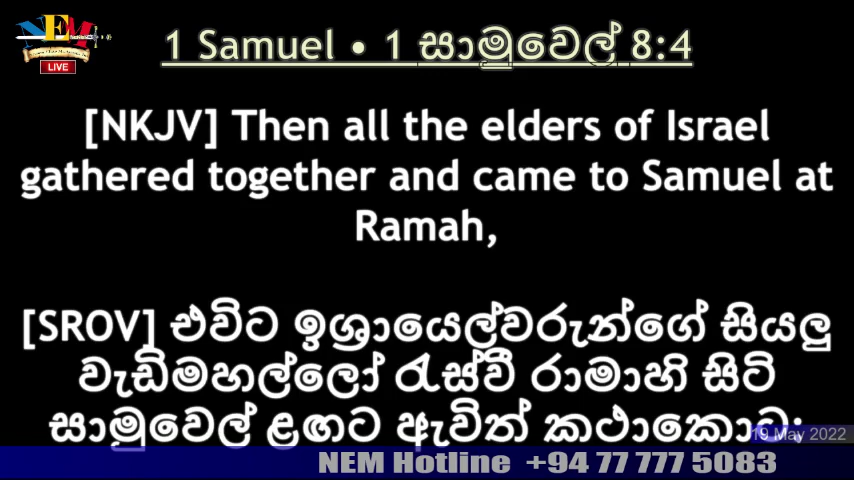 NEM
LIVE
1 Samuel • 1 සාමුවෙල් 8:4
[NKJV] Then all the elders of Israel
gathered together and came to Samuel at
Ramah,
[SROV] එවිට ඉශ්‍රායෙල්වරුන්ගේ සියලු
වැඩිමහල්ලෝ රැස්වී රාමාහි සිටි
සාමුවෙල් ළඟට ඇවිත් කථාකොට;
19 May 2022
NEM Hotline +94 77 777 5083